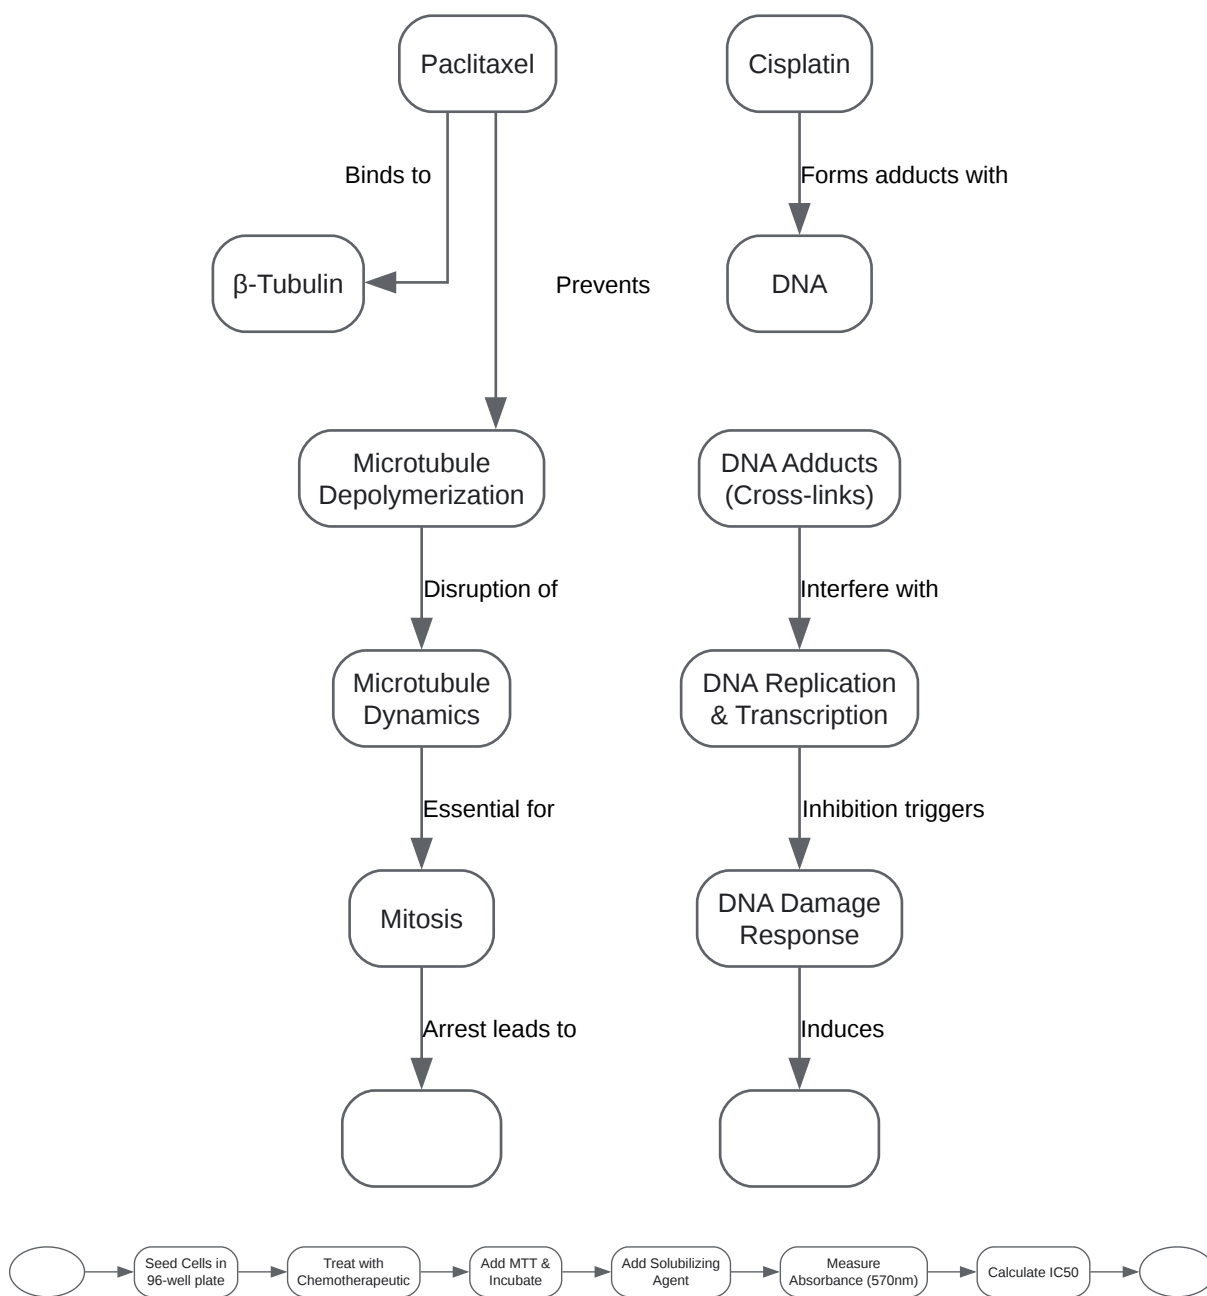 Paclitaxel
Cisplatin
Binds to
Forms adducts with
β-Tubulin
Prevents
DNA
Microtubule
Depolymerization
DNA Adducts
(Cross-links)
Disruption of
Interfere with
Microtubule
Dynamics
DNA Replication
& Transcription
Essential for
Inhibition triggers
Mitosis
DNA Damage
Response
Arrest leads to
Induces
Seed Cells in
96-well plate
Treat with
Chemotherapeutic
Add MTT &
Incubate
Add Solubilizing
Agent
Measure
Absorbance (570nm)
Calculate IC50